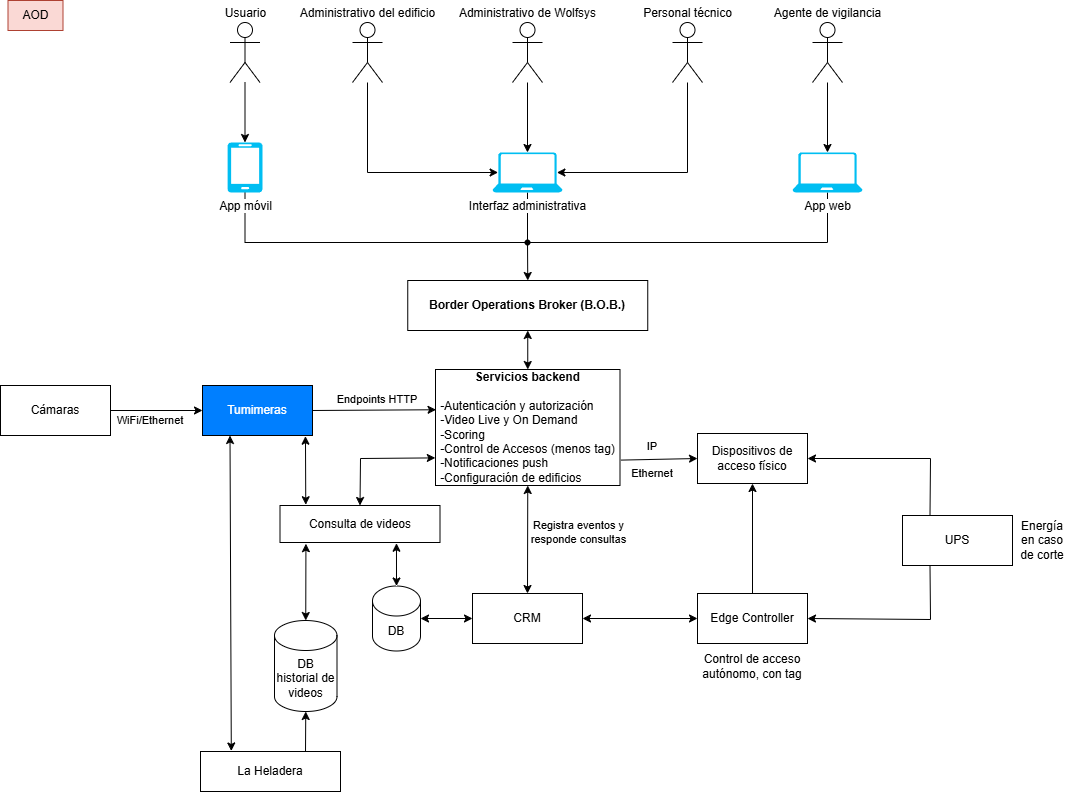 AOD
Usuario
Administrativo del edificio
Administrativo de Wolfsys
Personal técnico
Agente de vigilancia
App móvil
Interfaz administrativa
App web
Border Operations Broker (B.O.B.)
Cámaras
WiFi/Ethernet
Tumimeras
Endpoints HTTP
Servicios backend
-Autenticación y autorización
-Video Live y On Demand
-Scoring
-Control de Accesos (menos tag)
-Notificaciones push
-Configuración de edificios
IP
Ethernet
Dispositivos de
acceso físico
UPS
Energía
en caso
de corte
Consulta de videos
Registra eventos y
responde consultas
DB
CRM
Edge Controller
Control de acceso
autónomo, con tag
DB
historial de
videos
La Heladera